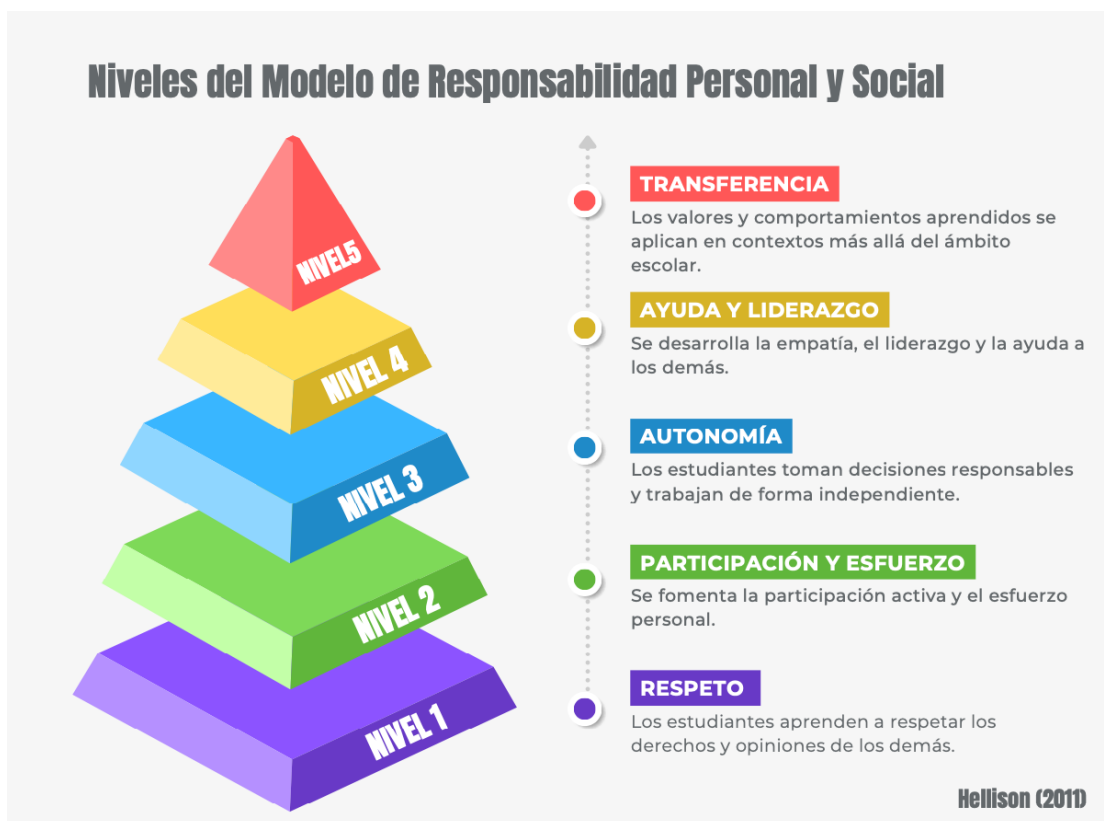 Niveles del Modelo de Responsabilidad Personal y Social
NIVEL5
TRANSFERENCIA
Los valores y comportamientos aprendidos se
aplican en contextos más allá del ámbito
escolar.
NIVEL 4
AYUDA Y LIDERAZGO
Se desarrolla la empatía, el liderazgo y la ayuda a
los demás.
NIVEL 3
AUTONOMÍA
Los estudiantes toman decisiones responsables
y trabajan de forma independiente.
NIVEL 2
PARTICIPACIÓN Y ESFUERZO
Se fomenta la participación activa y el esfuerzo
personal.
NIVEL 1
RESPETO
Los estudiantes aprenden a respetar los
derechos y opiniones de los demás.
Hellison (2011)